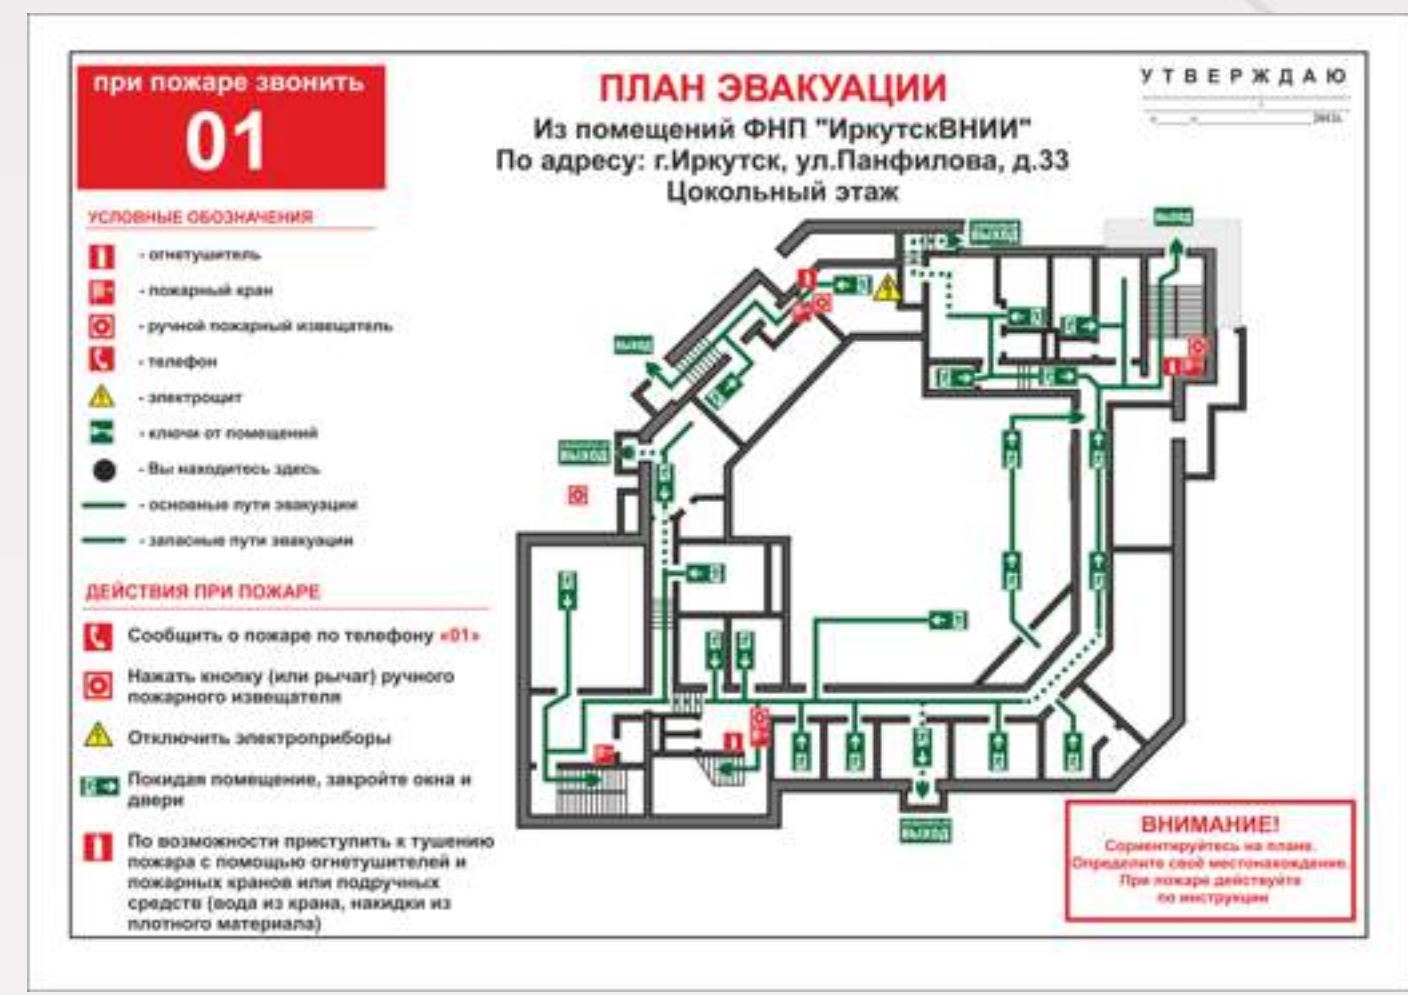 при пожаре звонить
01
ПЛАН ЭВАКУАЦИИ
Из помещений ФНП "ИркутскВНИИ"
По адресу: г.Иркутск, ул.Панфилова, д.33
Цокольный этаж
УТВЕРЖДАЮ
УСЛОВНЫЕ ОБОЗНАЧЕНИЯ
- огнетушитель
- пожарный кран
- ручной пожарный извещатель
- телефон
- электрощит
- ключи от помещений
- Вы находитесь здесь
- основные пути эвакуации
- запасные пути эвакуации
ДЕЙСТВИЯ ПРИ ПОЖАРЕ
Сообщить о пожаре по телефону «01»
Нажать кнопку (или рычаг) ручного
пожарного извещателя
Отключить электроприборы
Покидая помещение, закройте окна и
двери
По возможности приступить к тушению
пожара с помощью огнетушителей и
пожарных кранов или подручных
средств (вода из крана, накидки из
плотного материала)
ВЫХОД
ВЫХОД
ВЫХОД
ВЫХОД
ВЫХОД
ВНИМАНИЕ!
Сориентируйтесь на плане.
Определите своё местонахождение.
При пожаре действуйте
по инструкции